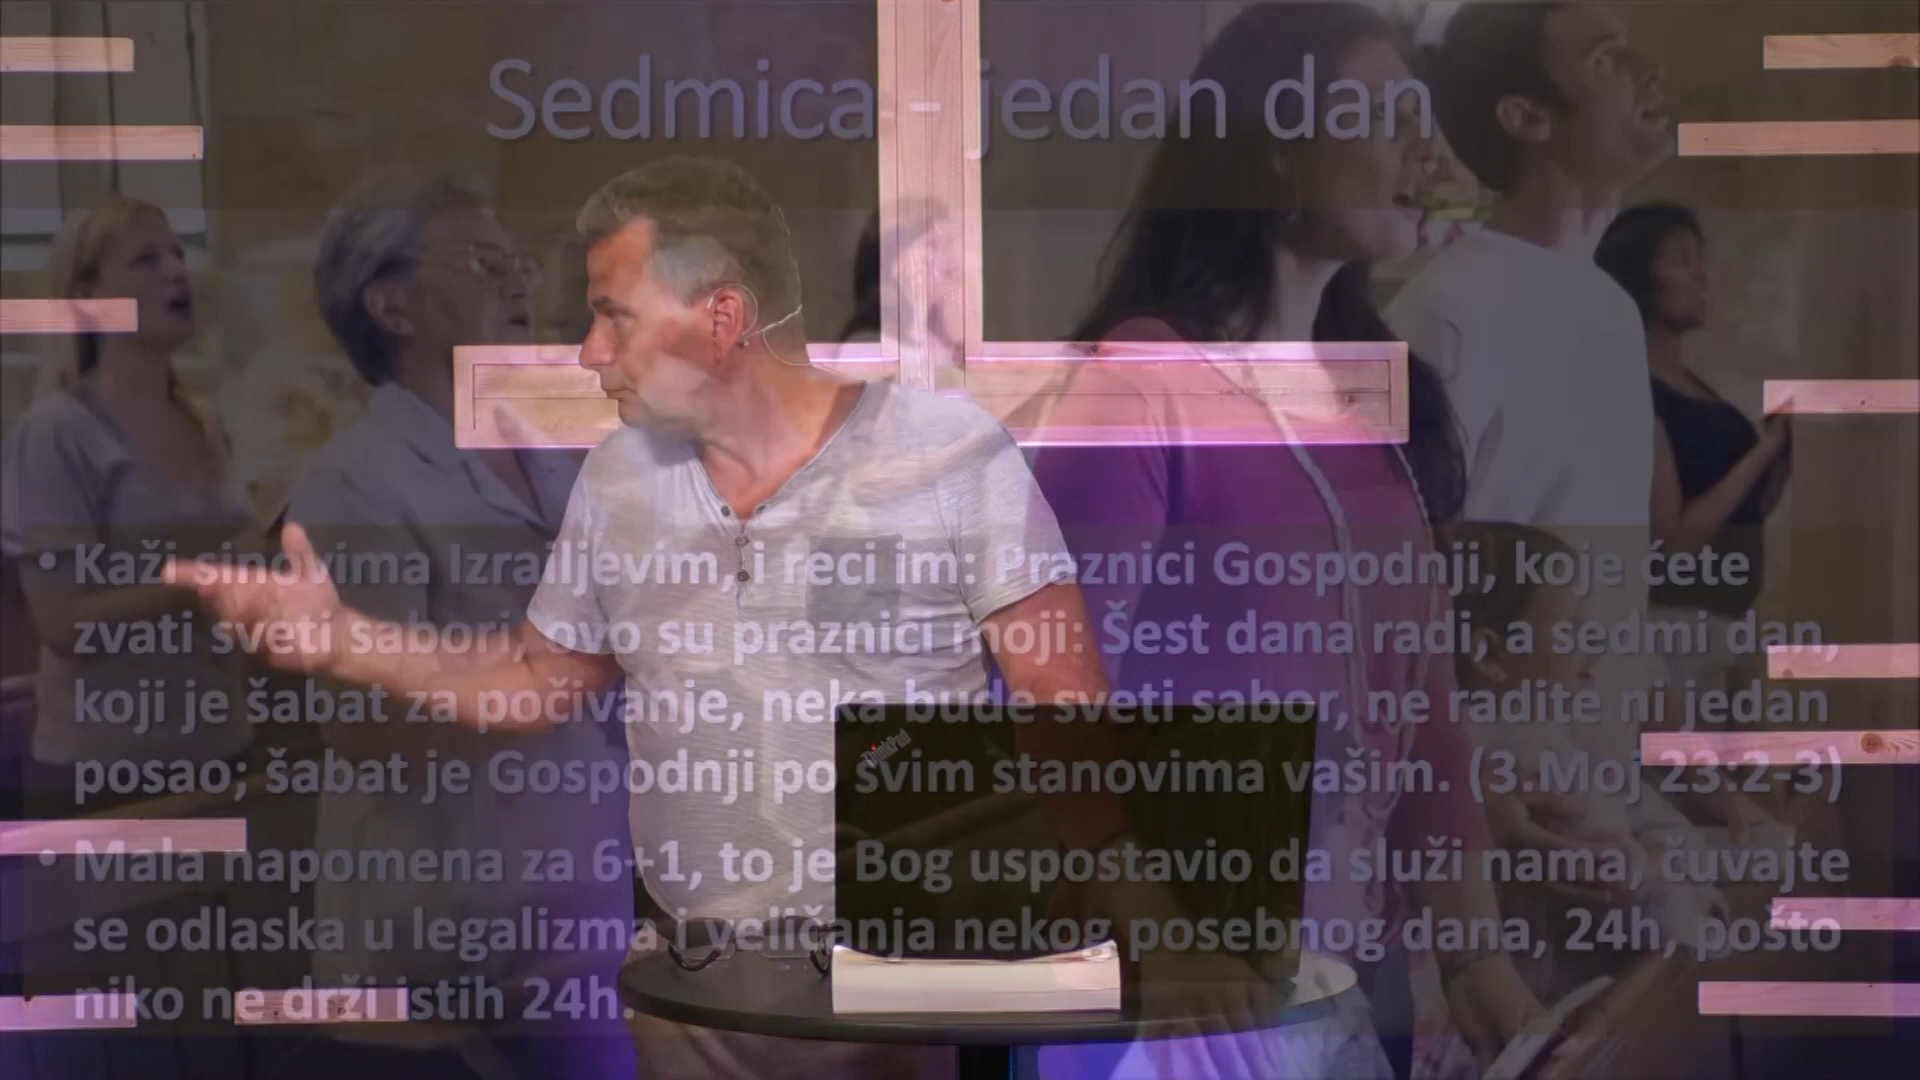 Sedmica - jedan dan
• Kaži sinovima Izrailjevim, i reci im: Praznici Gospodnji, koje ćete
zvati sveti sabori, ovo su praznici moji: Šest dana radi, a sedmi dan,
koji je šabat za počivanje, neka bude sveti sabor, ne radite ni jedan
posao; šabat je Gospodnji po svim stanovima vašim. (3.Moj 23:2-3)
ThinkPad
• Mala napomena za 6+1, to je Bog uspostavio da služi nama, čuvajte
se odlaska u legalizma i veličanja nekog posebnog dana, 24h, pošto
niko ne drži istih 24h.